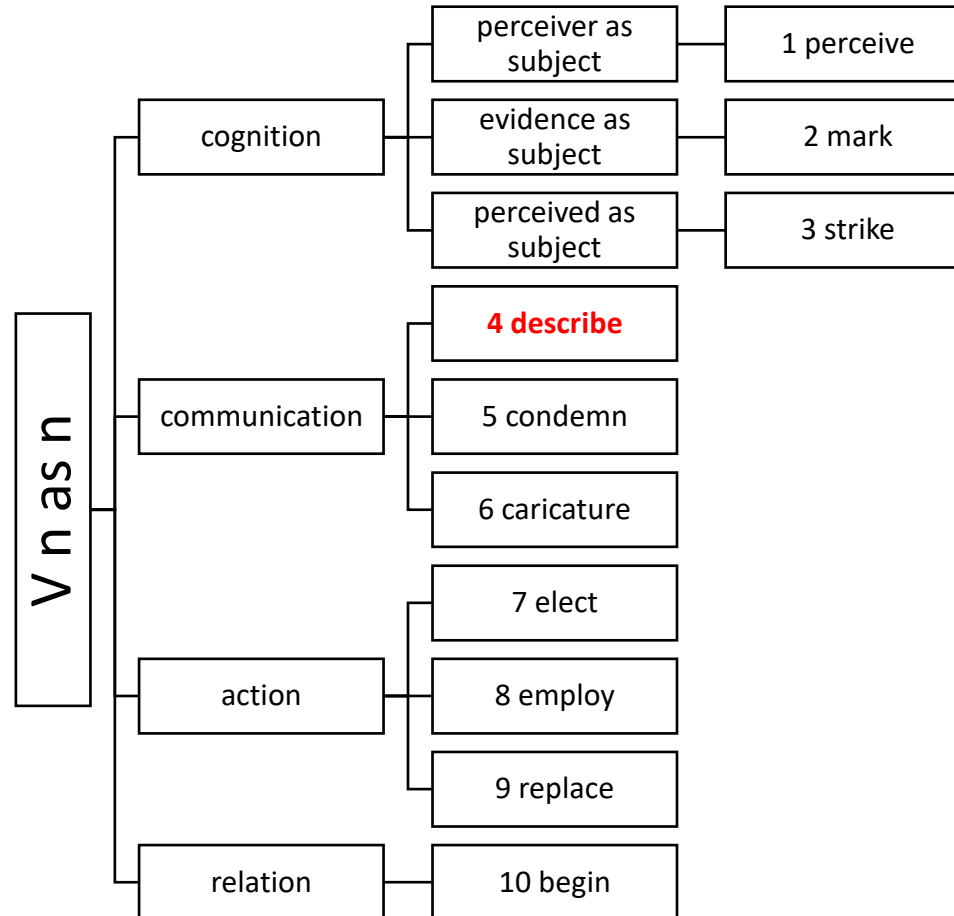 V n as n
cognition
perceiver as
subject
1 perceive
evidence as
subject
2 mark
perceived as
subject
3 strike
communication
4 describe
5 condemn
6 caricature
action
7 elect
8 employ
9 replace
relation
10 begin